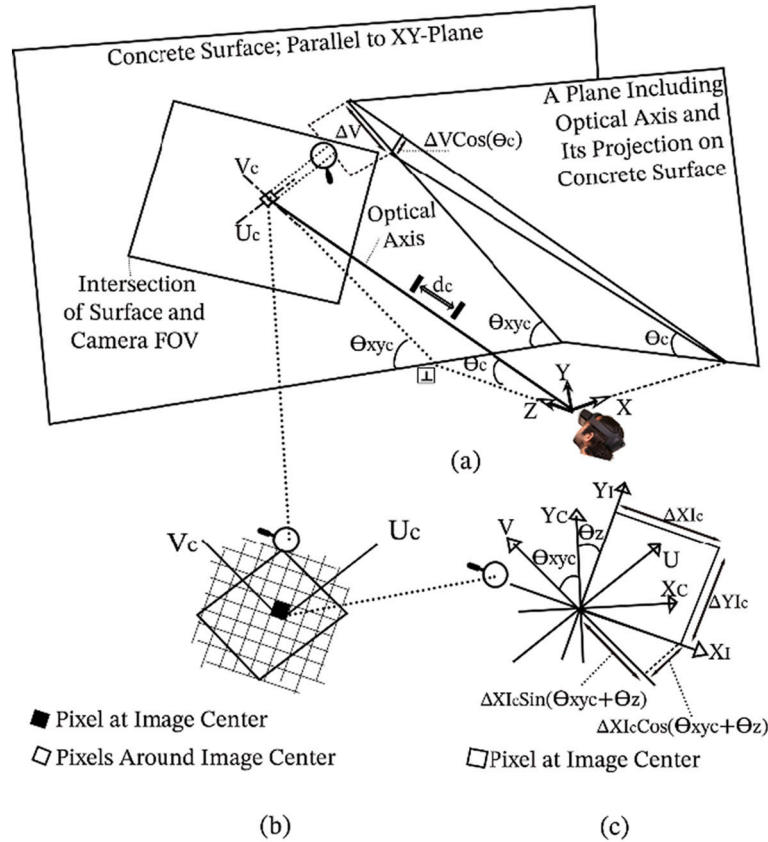 Concrete Surface; Parallel to XY-Plane
A Plane Including
Optical Axis and
Its Projection on
Concrete Surface
ΔV
ΔVCos(Θc)
Vc
Uc
Optical
Axis
Intersection
of Surface and
Camera FOV
dc
Θxyc
Θxyc
Θc
Θc
⊥
Y
Z
X
(a)
Vc
Uc
YI
YC
V
Θz
Θxyc
U
XC
XI
ΔXIc
ΔYIc
ΔXIcSin(Θxyc+Θz)
ΔXIcCos(Θxyc+Θz)
Pixel at Image Center
Pixels Around Image Center
Pixel at Image Center
(b)
(c)